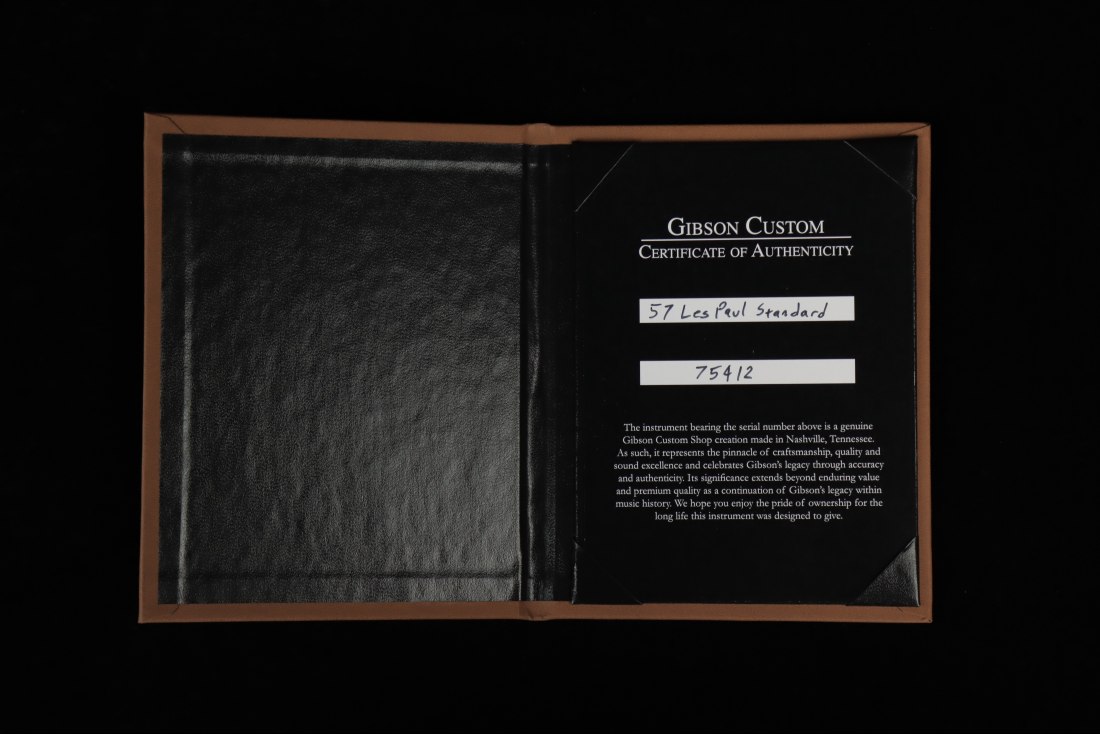 GIBSON CUSTOM
CERTIFICATE OF AUTHENTICITY
57 Les Paul Standard
75412
The instrument bearing the serial number above is a genuine
Gibson Custom Shop creation made in Nashville, Tennessee.
As such, it represents the pinnacle of craftsmanship, quality and
sound excellence and celebrates Gibson's legacy through accuracy
and authenticity. Its significance extends beyond enduring value
and premium quality as a continuation of Gibson's legacy within
music history. We hope you enjoy the pride of ownership for the
long life this instrument was designed to give.